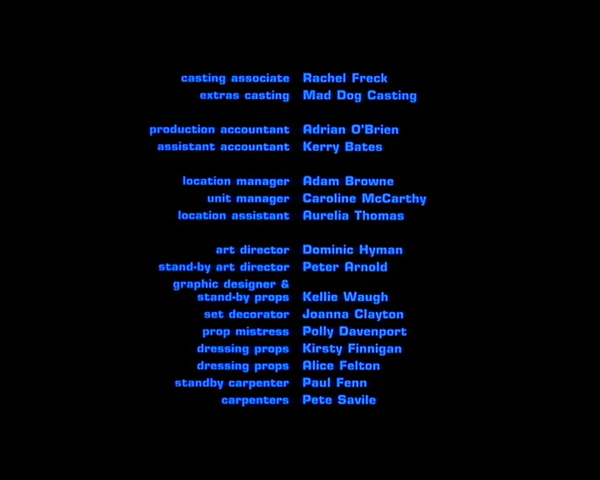 casting associate Rachel Freck
extras casting Mad Dog Casting
production accountant Adrian O'Brien
assistant accountant Kerry Bates
location manager Adam Browne
unit manager Caroline McCarthy
location assistant Aurelia Thomas
art director Dominic Hyman
stand-by art director Peter Arnold
graphic designer &
stand-by props Kellie Waugh
set decorator Joanna Clayton
prop mistress Polly Davenport
dressing props Kirsty Finnigan
dressing props Alice Felton
standby carpenter Paul Fenn
carpenters Pete Savile